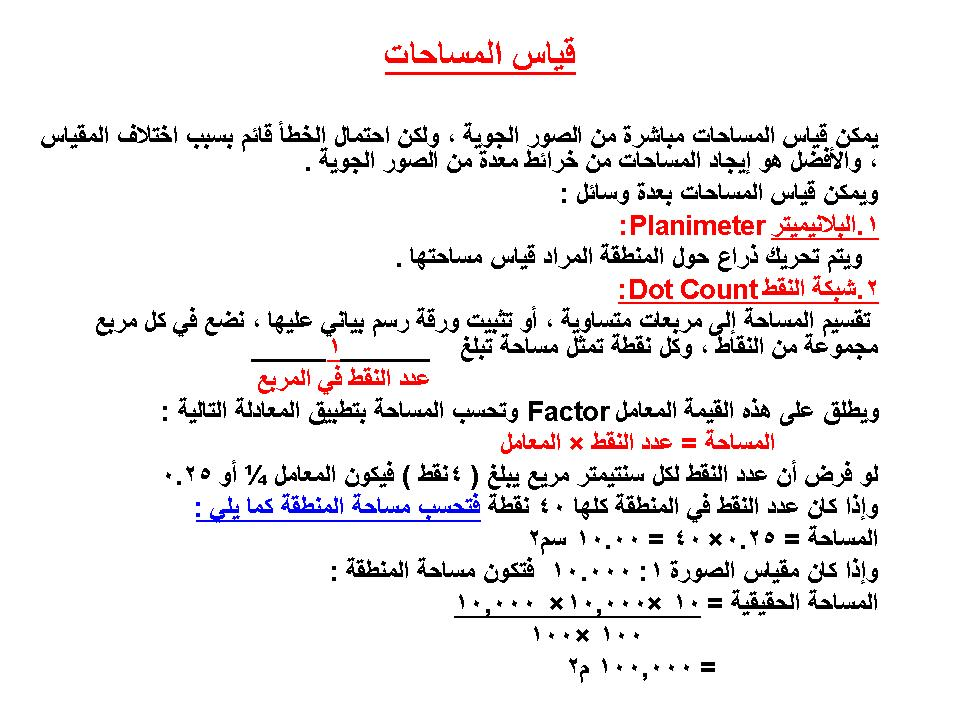 قياس المساحات
يمكن قياس المساحات مباشرة من الصور الجوية ، ولكن احتمال الخطأ قائم بسبب اختلاف المقياس
، والأفضل هو إيجاد المساحات من خرائط معدة من الصور الجوية .
ويمكن قياس المساحات بعدة وسائل :
١.البلانيميتر Planimeter:
ويتم تحريك ذراع حول المنطقة المراد قياس مساحتها .
٢.شبكة النقط Dot Count:
تقسيم المساحة إلى مربعات متساوية ، أو تثبيت ورقة رسم بياني عليها ، نضع في كل مربع
مجموعة من النقاط ، وكل نقطة تمثل مساحة تبلغ ______١______
عدد النقط في المربع
ويطلق على هذه القيمة المعامل Factor وتحسب المساحة بتطبيق المعادلة التالية :
المساحة = عدد النقط × المعامل
لو فرض أن عدد النقط لكل سنتيمتر مربع يبلغ ( ٤نقط ) فيكون المعامل ¼ أو ٠.٢٥
وإذا كان عدد النقط في المنطقة كلها ٤٠ نقطة فتحسب مساحة المنطقة كما يلي :
المساحة = ٠.٢٥× ٤٠ = ١٠.٠٠ سم٢
وإذا كان مقياس الصورة ١: ١٠.٠٠٠ فتكون مساحة المنطقة :
المساحة الحقيقية = ١٠ ×١٠,٠٠٠× ١٠,٠٠٠
١٠٠ ×١٠٠
= ١٠٠,٠٠٠ م٢